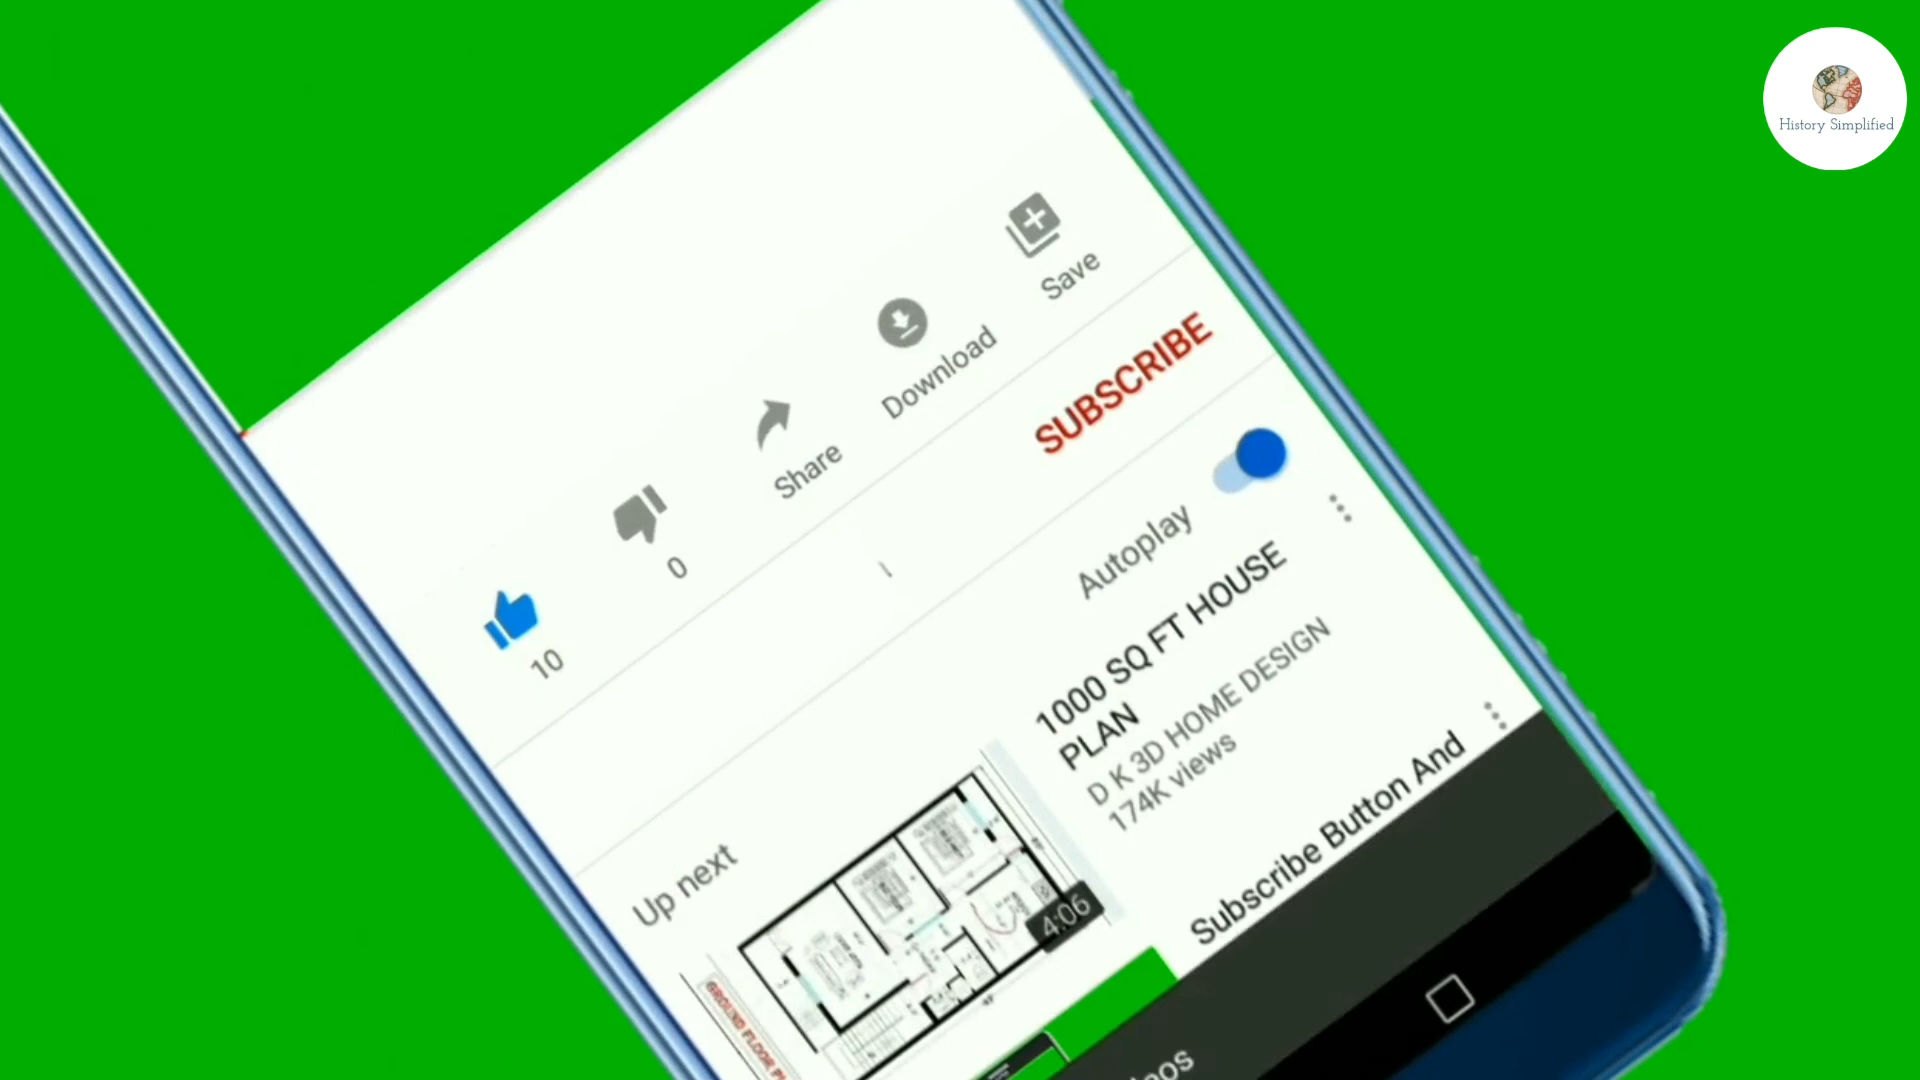 History Simplified
Save
Download
Share
0
10
SUBSCRIBE
Autoplay
Up next
1000 SQ FT HOUSE
PLAN
D K 3D HOME DESIGN
174K views
4:06
Subscribe Button And